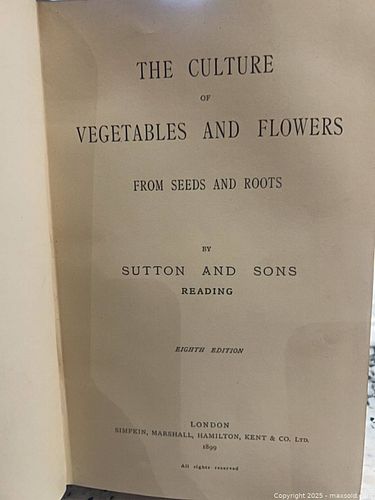 THE CULTURE
OF
VEGETABLES AND FLOWERS
FROM SEEDS AND ROOTS
BY
SUTTON AND SONS
READING
EIGHTH EDITION
LONDON
SIMPKIN, MARSHALL, HAMILTON, KENT & CO. LTD.
1899
All rights reserved
Copyright 2025 - maxsold.co